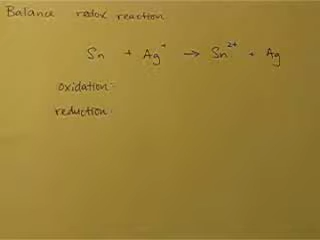 Balance redox reaction
Sn + Ag⁺ → Sn²⁺ + Ag
oxidation:
reduction: